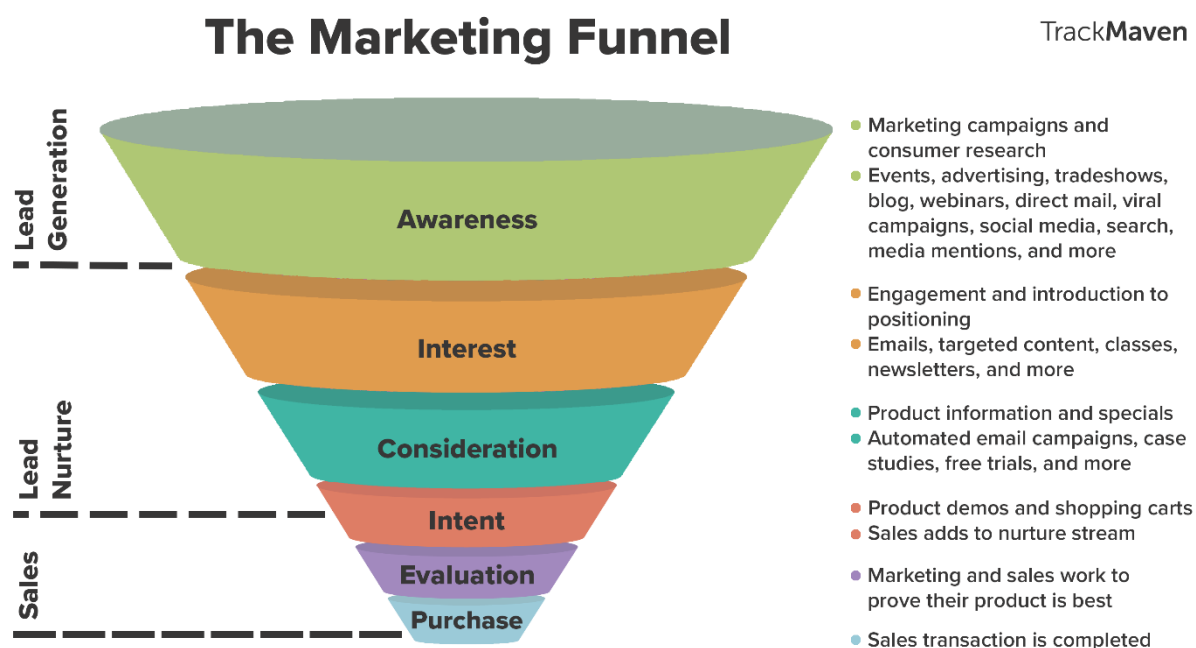 The Marketing Funnel
TrackMaven
Lead
Generation
Lead
Nurture
Sales
Awareness
Interest
Consideration
Intent
Evaluation
Purchase
• Marketing campaigns and
consumer research
• Events, advertising, tradeshows,
blog, webinars, direct mail, viral
campaigns, social media, search,
media mentions, and more
• Engagement and introduction to
positioning
• Emails, targeted content, classes,
newsletters, and more
• Product information and specials
• Automated email campaigns, case
studies, free trials, and more
• Product demos and shopping carts
• Sales adds to nurture stream
• Marketing and sales work to
prove their product is best
• Sales transaction is completed